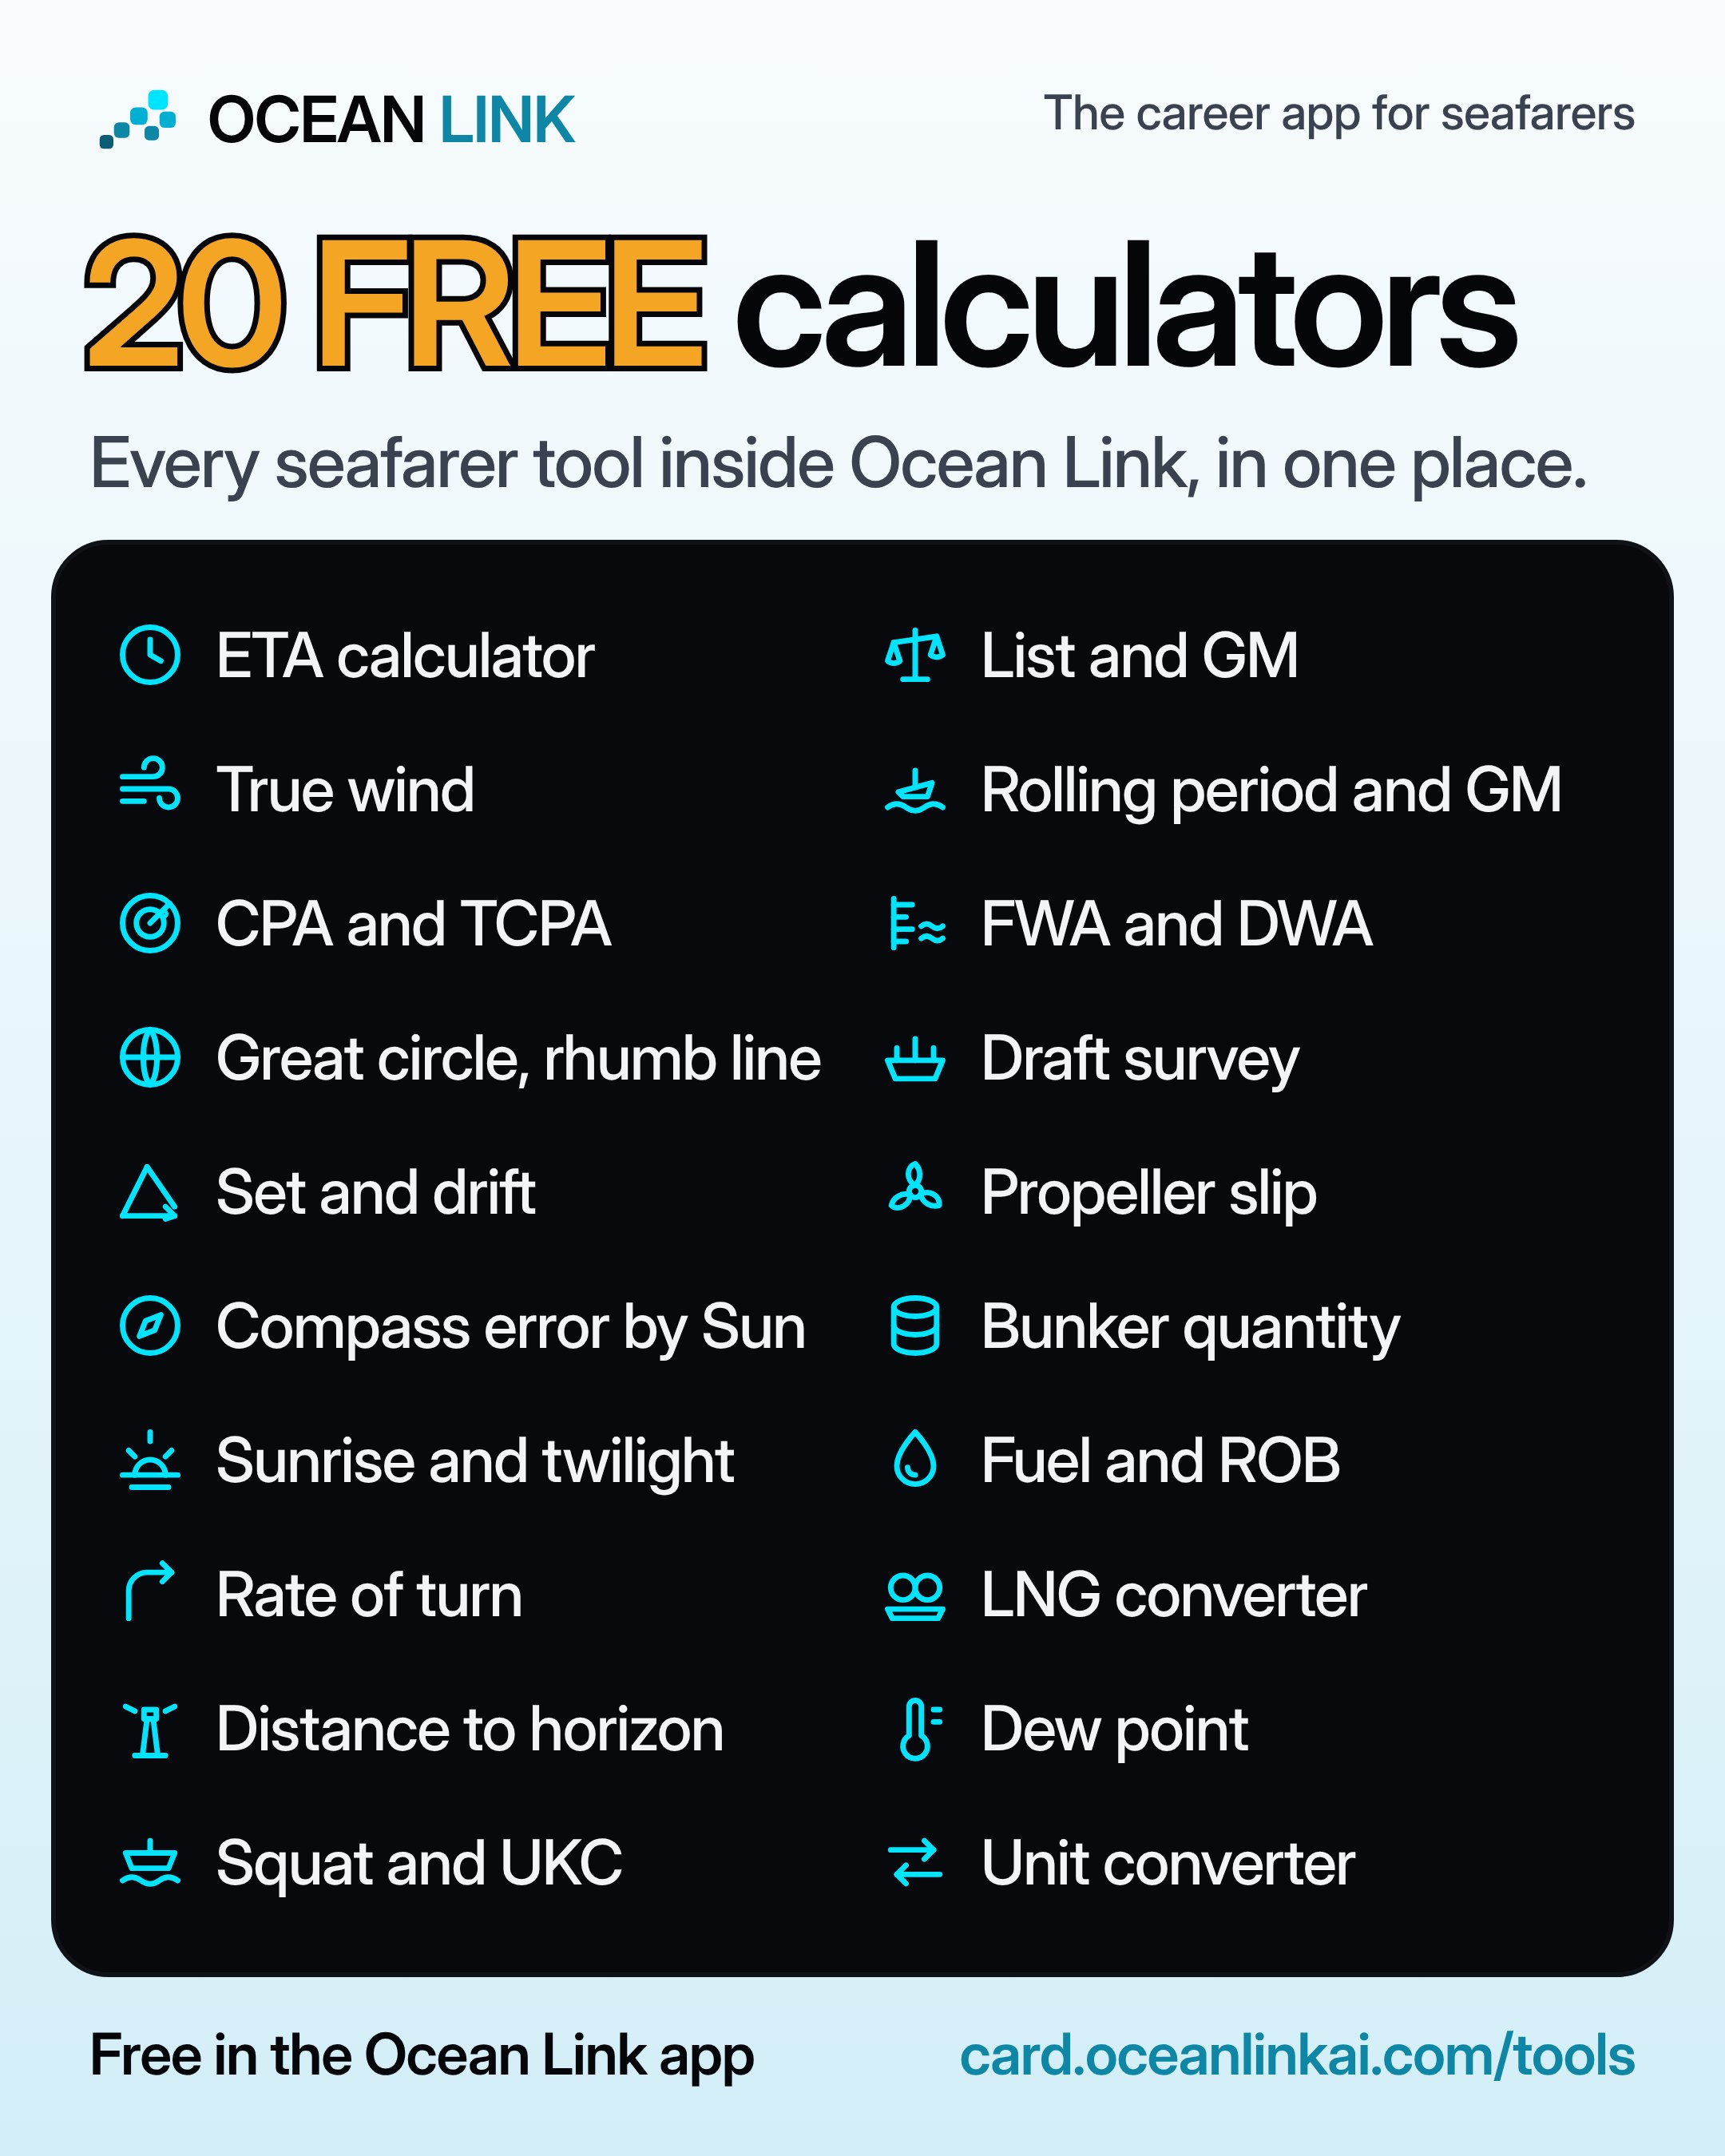 OCEAN LINK
The career app for seafarers
20 FREE calculators
Every seafarer tool inside Ocean Link, in one place.
ETA calculator
True wind
CPA and TCPA
Great circle, rhumb line
Set and drift
Compass error by Sun
Sunrise and twilight
Rate of turn
Distance to horizon
Squat and UKC
List and GM
Rolling period and GM
FWA and DWA
Draft survey
Propeller slip
Bunker quantity
Fuel and ROB
LNG converter
Dew point
Unit converter
Free in the Ocean Link app
card.oceanlinkai.com/tools